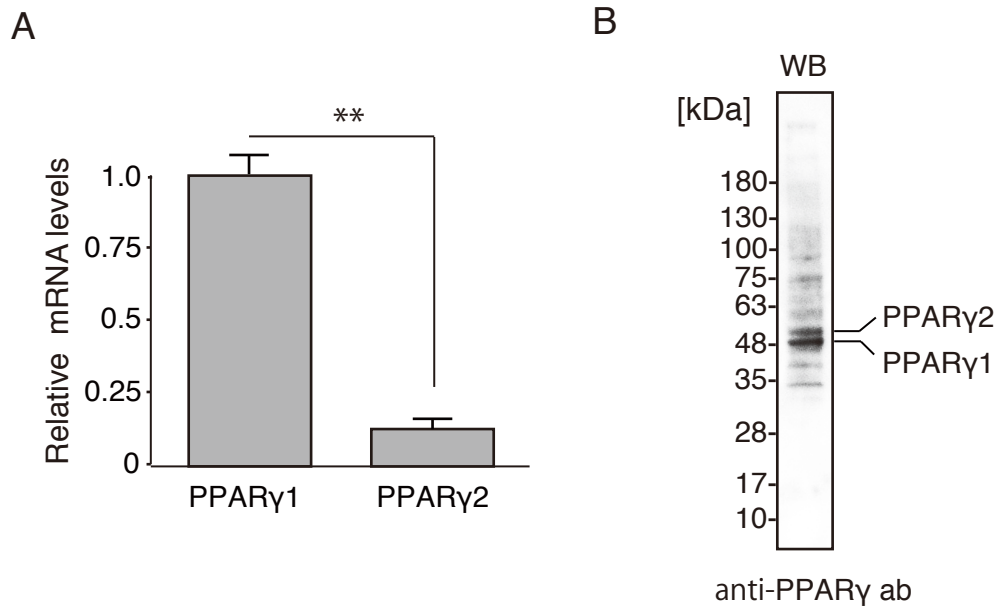 A
Relative mRNA levels
1.0
0.75
0.5
0.25
0
**
PPARγ1
PPARγ2
B
WB
[kDa]
180
130
100
75
63
48
35
28
17
10
PPARγ2
PPARγ1
anti-PPARγ ab